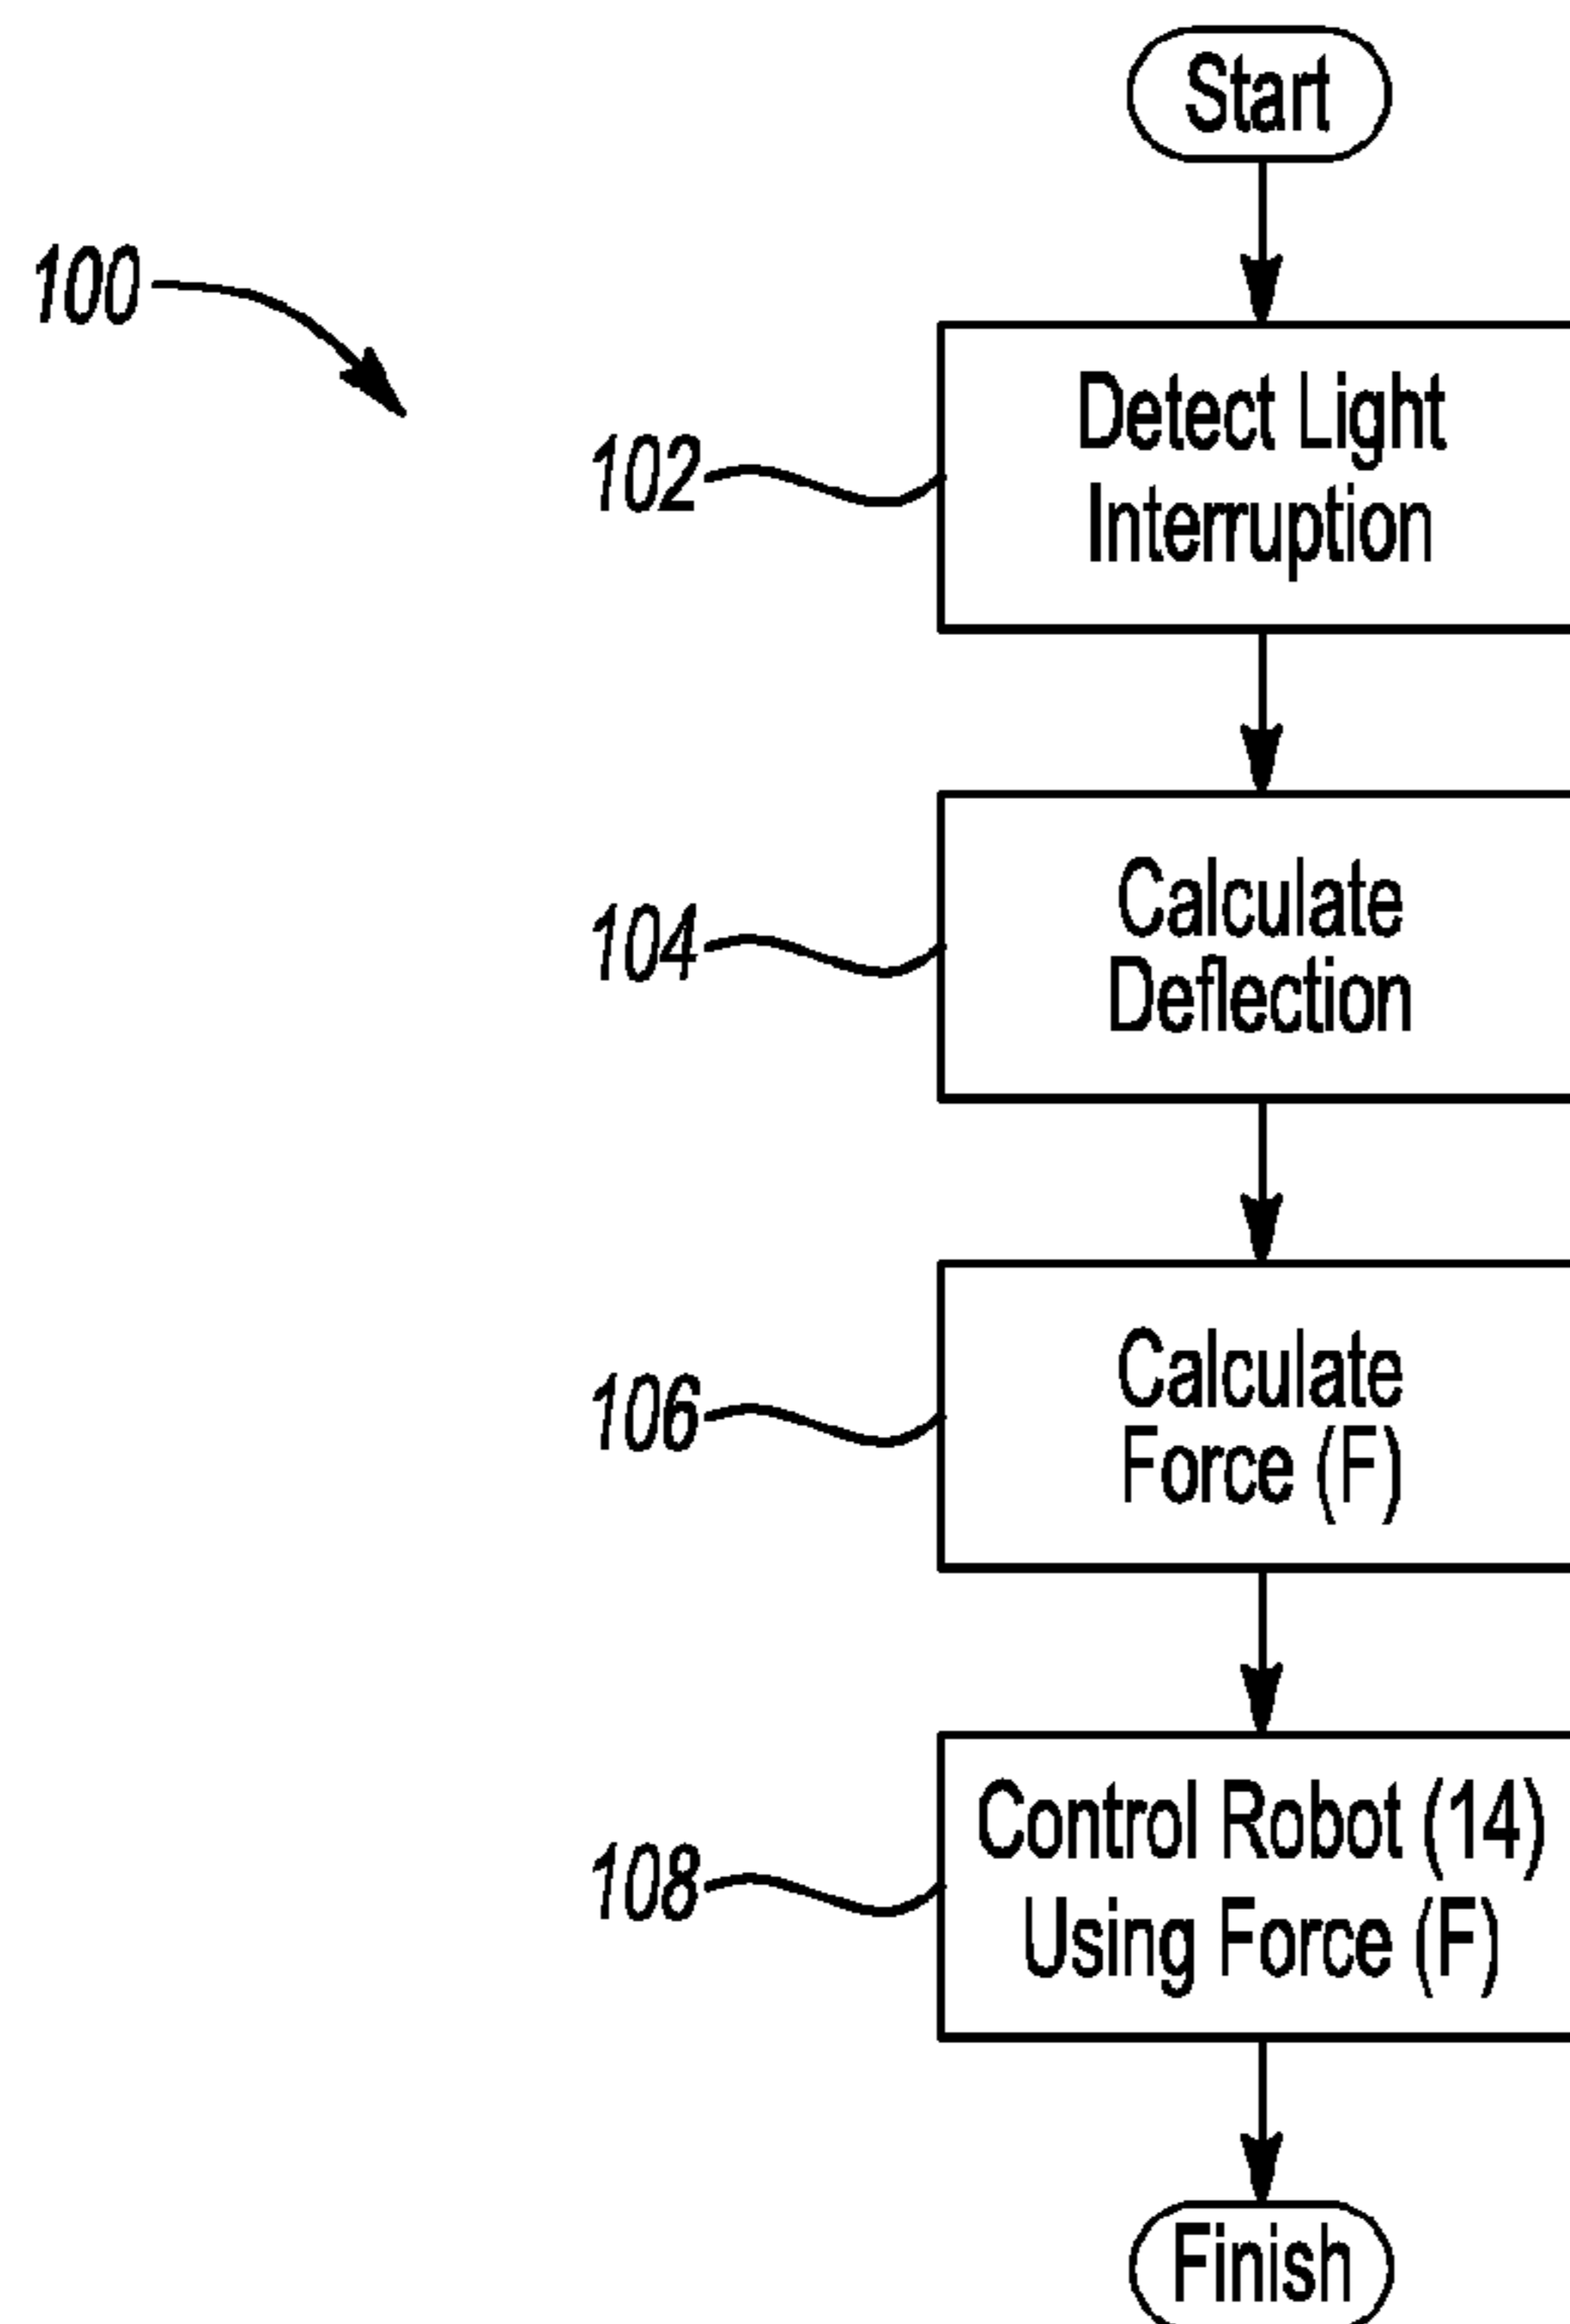 Start
100
102
Detect Light
Interruption
104
Calculate
Deflection
106
Calculate
Force (F)
108
Control Robot (14)
Using Force (F)
Finish